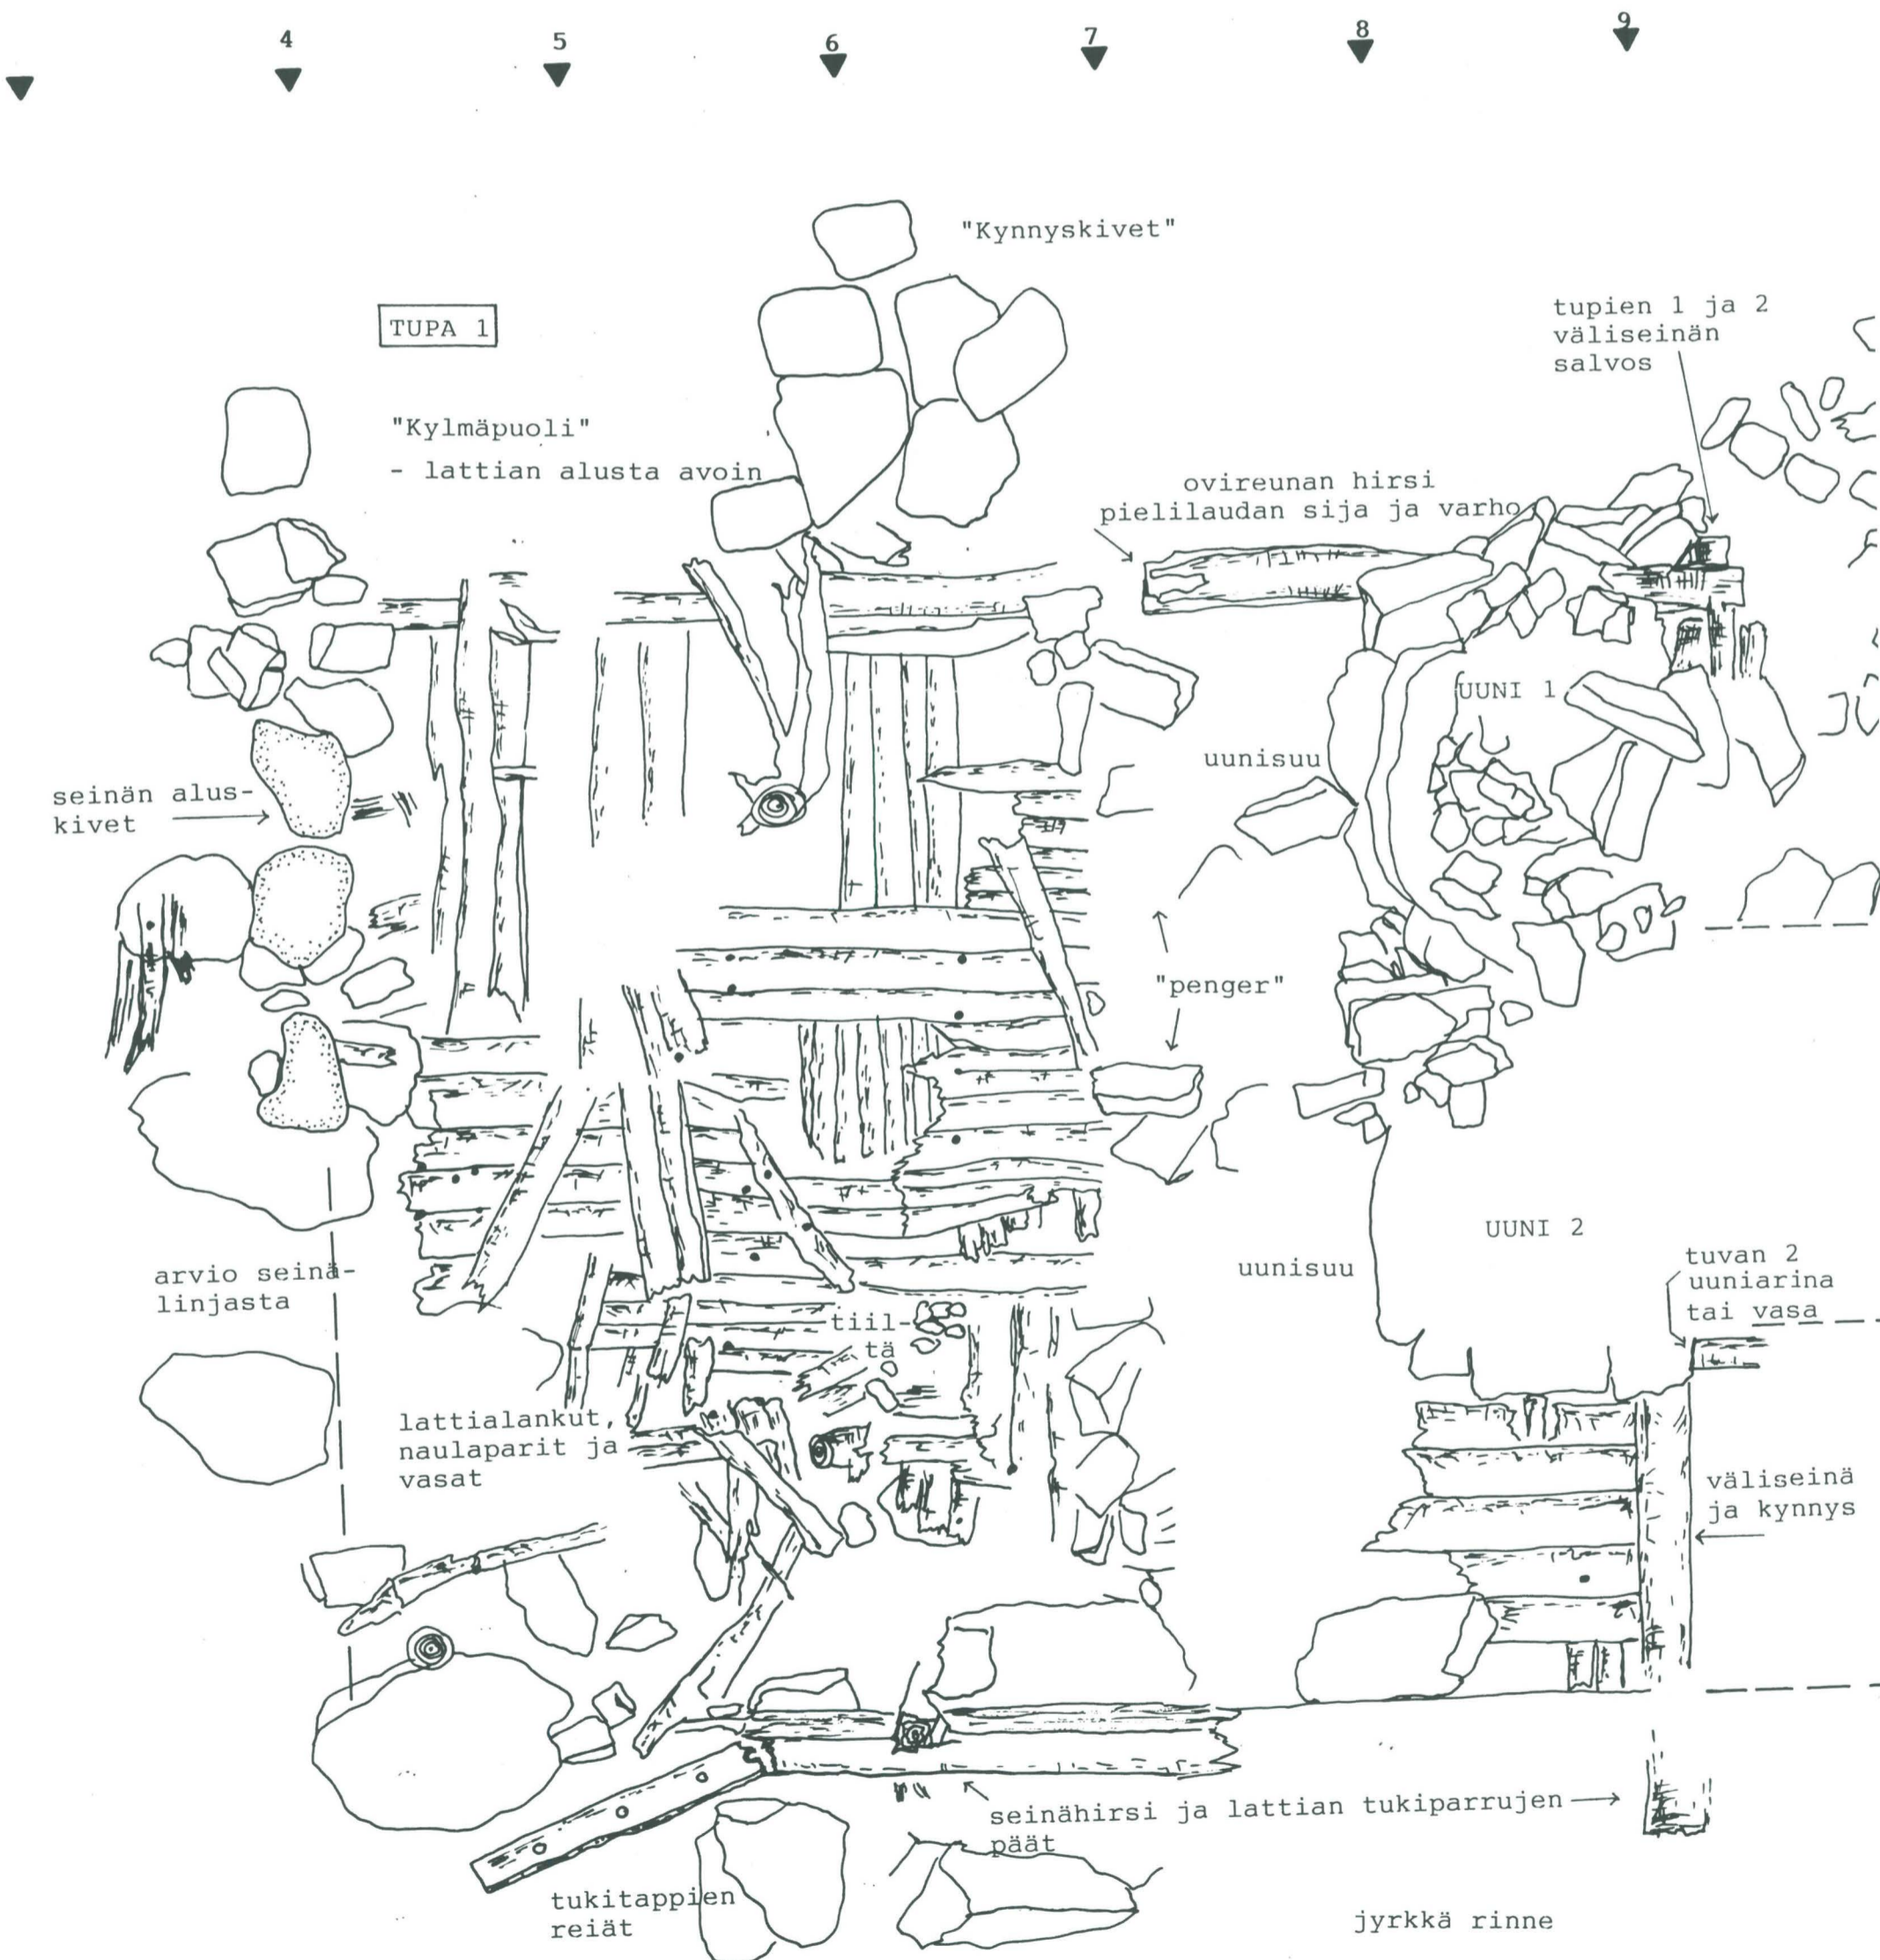 4 5 6 7 8 9
"Kynnyskivet"
TUPA 1
tupien 1 ja 2
väliseinän
salvos
"Kylmäpuoli"
- lattian alusta avoin
ovireunan hirsi
pielilaudan sija ja varho
UUNI 1
uunisuu
seinän alus-
kivet
"penger"
UUNI 2
uunisuu
tuvan 2
uuniarina
tai vasa
arvio seinä-
linjasta
tiil-
tä
lattialankut,
naulaparit ja
vasat
väliseinä
ja kynnys
seinähirsi ja lattian tukiparrujen
päät
tukitappien
reiät
jyrkkä rinne